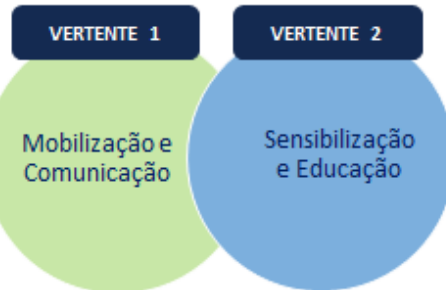 VERTENTE 1
VERTENTE 2
Mobilização e
Comunicação
Sensibilização
e Educação